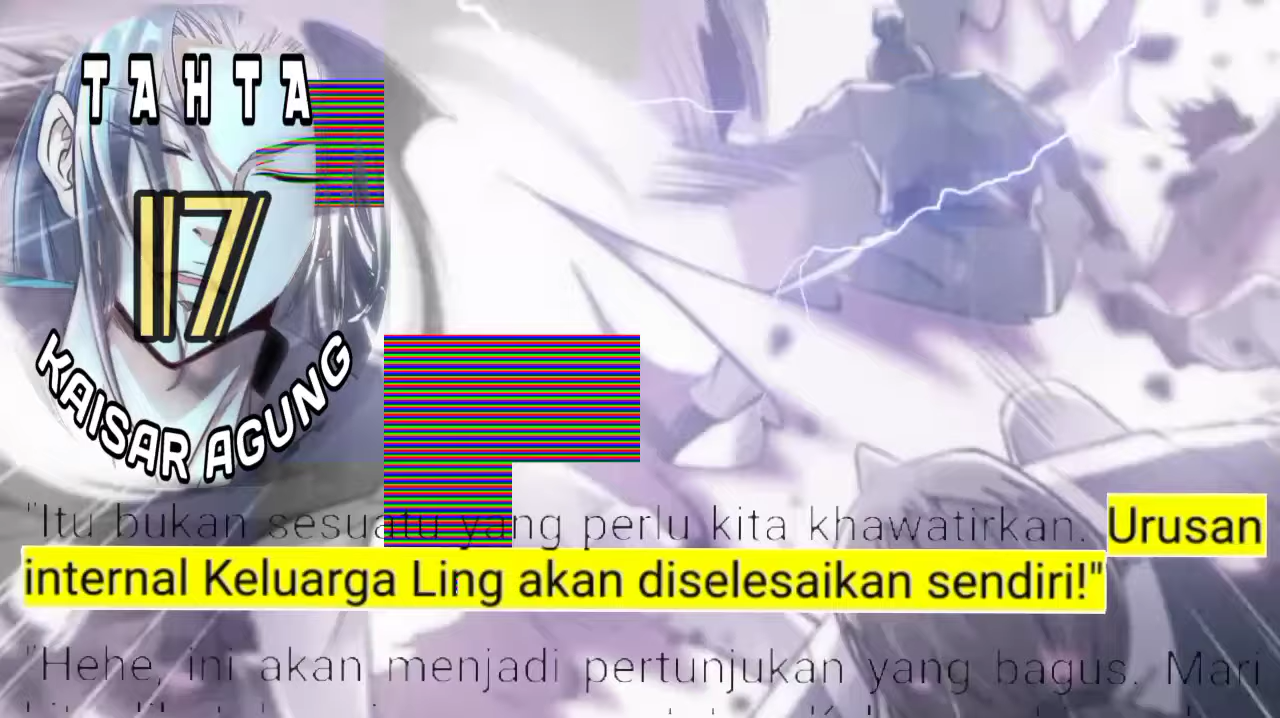 TAHTA
17
KAISAR AGUNG
"Itu bukan sesuatu yang perlu kita khawatirkan. Urusan
internal Keluarga Ling akan diselesaikan sendiri!"
"Hehe, ini akan menjadi pertunjukan yang bagus. Mari